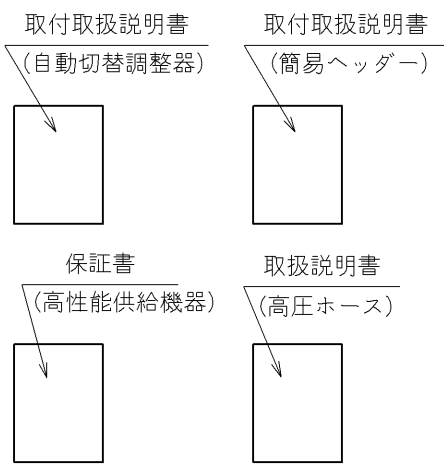 取付取扱説明書
(自動切替調整器)
取付取扱説明書
(簡易ヘッダー)
保証書
(高性能供給機器)
取扱説明書
(高圧ホース)